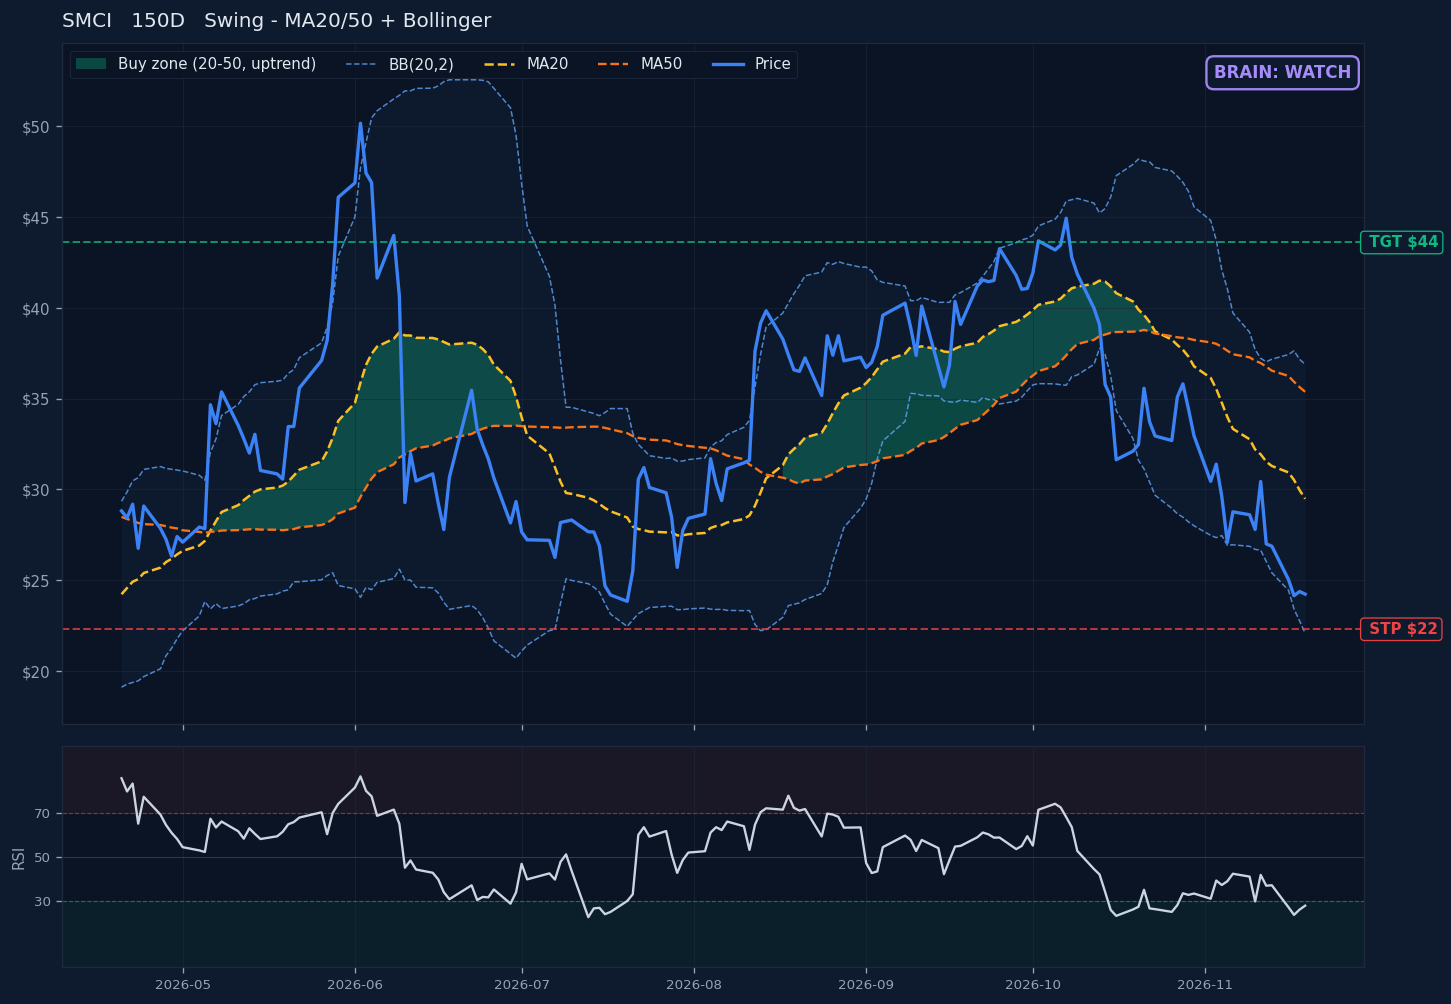 SMCI 150D Swing - MA20/50 + Bollinger
Buy zone (20-50, uptrend) BB(20,2) MA20 MA50 Price
BRAIN: WATCH
$50
$45
TGT $44
$40
$35
$30
$25
STP $22
$20
70
50
30
RSI
2026-05 2026-06 2026-07 2026-08 2026-09 2026-10 2026-11